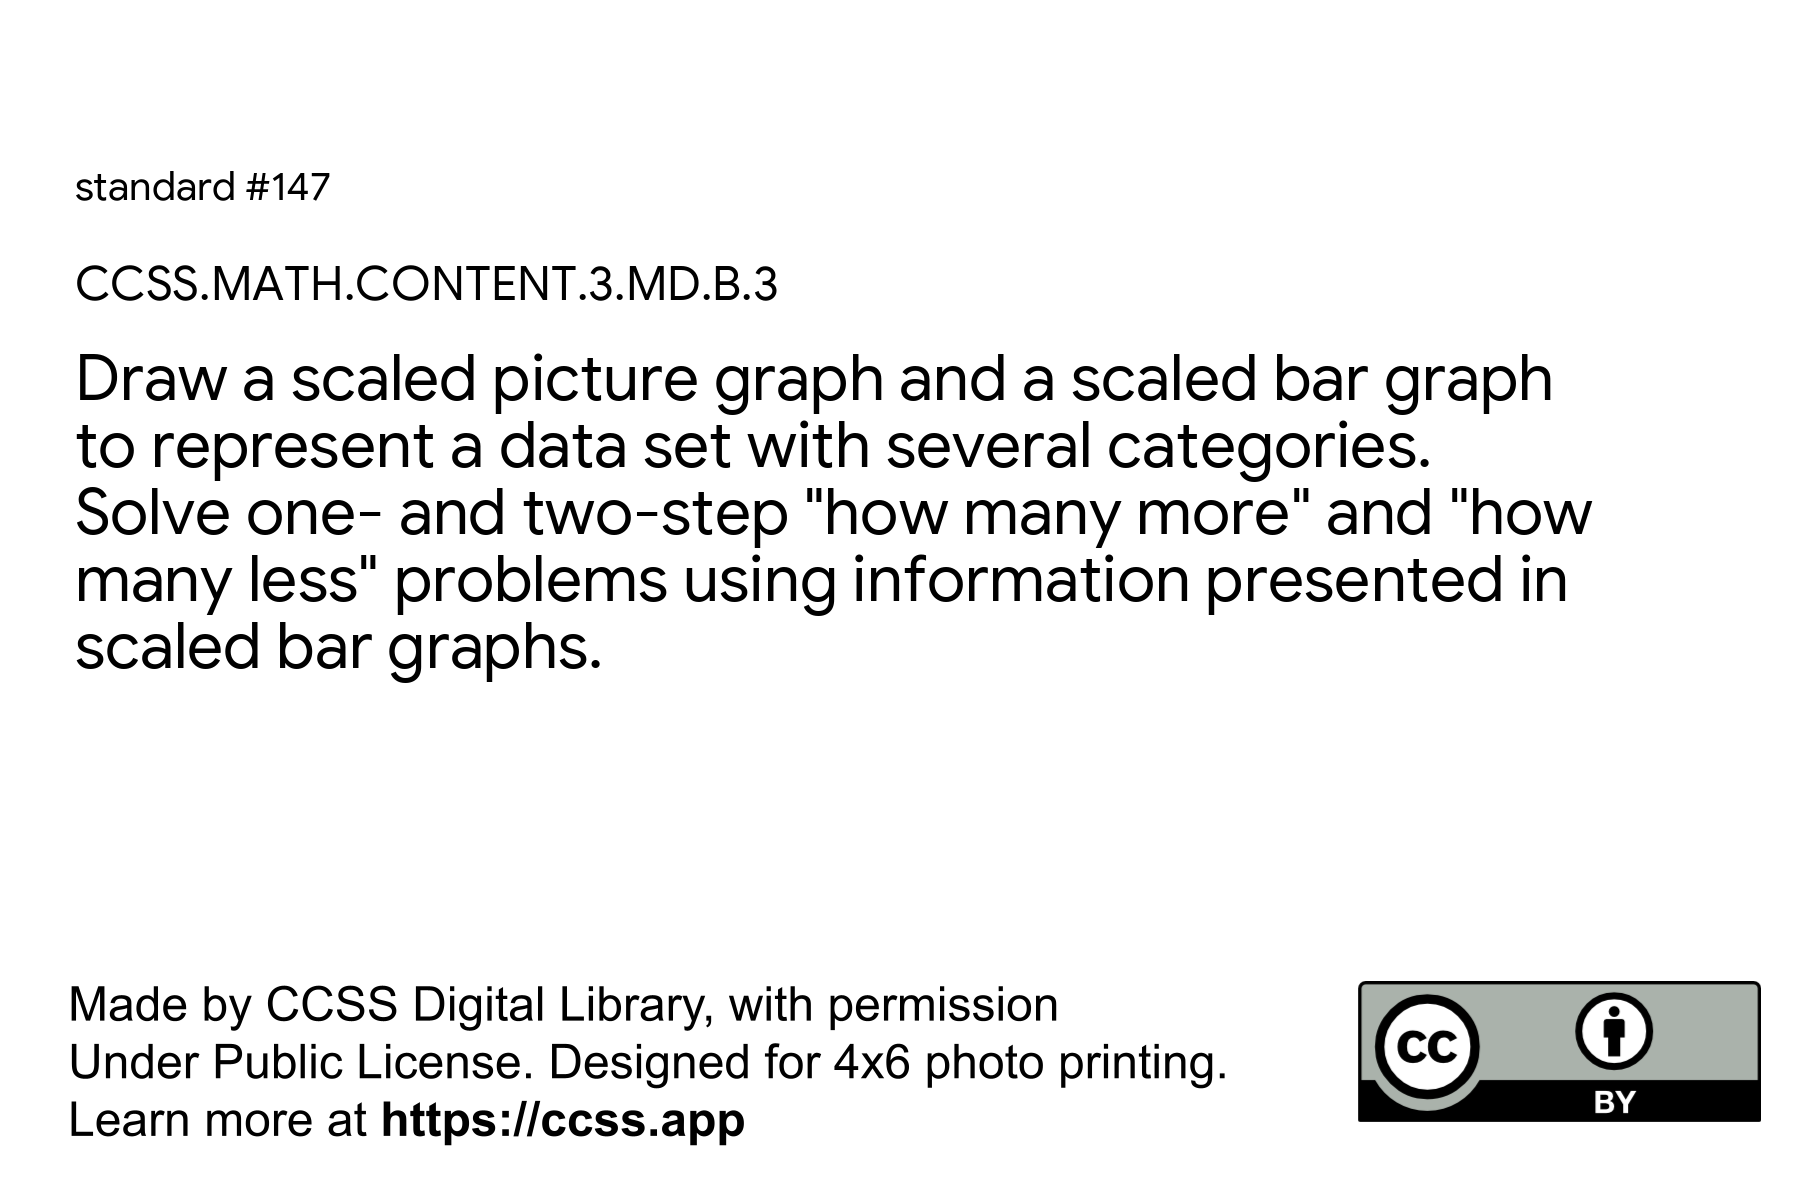 standard #147
CCSS.MATH.CONTENT.3.MD.B.3
Draw a scaled picture graph and a scaled bar graph
to represent a data set with several categories.
Solve one- and two-step "how many more" and "how
many less" problems using information presented in
scaled bar graphs.
Made by CCSS Digital Library, with permission
Under Public License. Designed for 4x6 photo printing.
Learn more at https://ccss.app
cc
BY